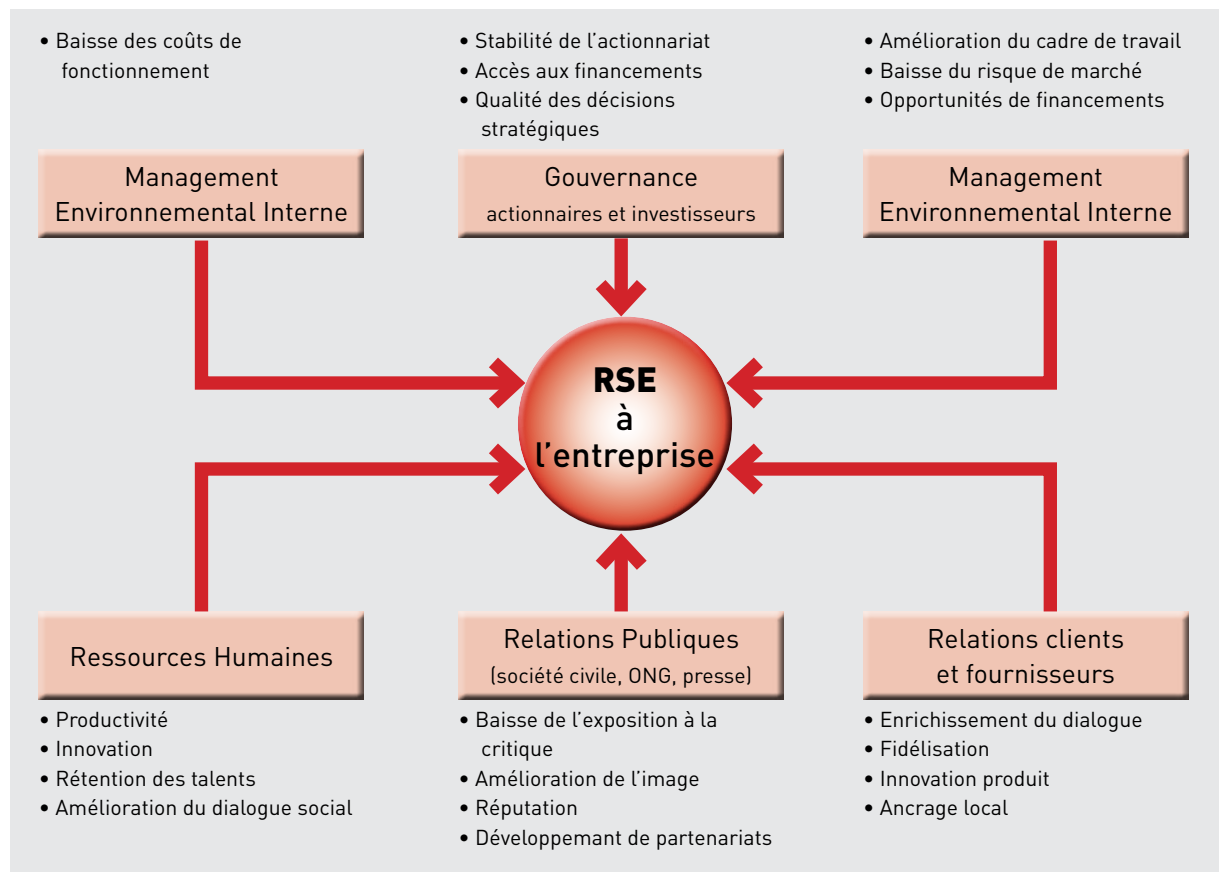 • Baisse des coûts de
fonctionnement
• Stabilité de l'actionnariat
• Accès aux financements
• Qualité des décisions
stratégiques
• Amélioration du cadre de travail
• Baisse du risque de marché
• Opportunités de financements
Management
Environnemental Interne
Gouvernance
actionnaires et investisseurs
Management
Environnemental Interne
RSE
à
l'entreprise
Ressources Humaines
Relations Publiques
(société civile, ONG, presse)
Relations clients
et fournisseurs
• Productivité
• Innovation
• Rétention des talents
• Amélioration du dialogue social
• Baisse de l'exposition à la
critique
• Amélioration de l'image
• Réputation
• Développemant de partenariats
• Enrichissement du dialogue
• Fidélisation
• Innovation produit
• Ancrage local